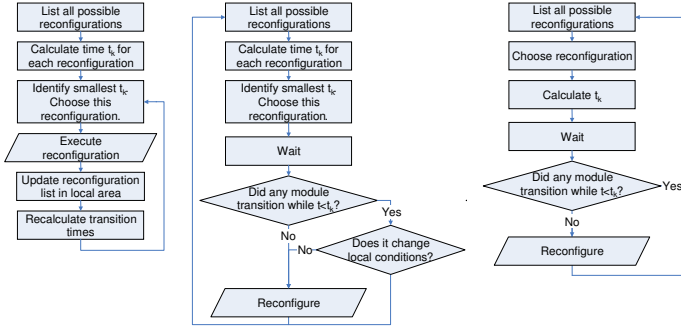 List all possible
reconfigurations
Calculate time tₖ for
each reconfiguration
Identify smallest tₖ.
Choose this
reconfiguration.
Execute
reconfiguration
Update reconfiguration
list in local area
Recalculate transition
times
List all possible
reconfigurations
Calculate time tₖ for
each reconfiguration
Identify smallest tₖ.
Choose this
reconfiguration.
Wait
Did any module
transition while t<tₖ?
Yes
No
No
Does it change
local conditions?
Reconfigure
List all possible
reconfigurations
Choose reconfiguration
Calculate tₖ
Wait
Did any module
transition while t<tₖ?
Yes
No
Reconfigure